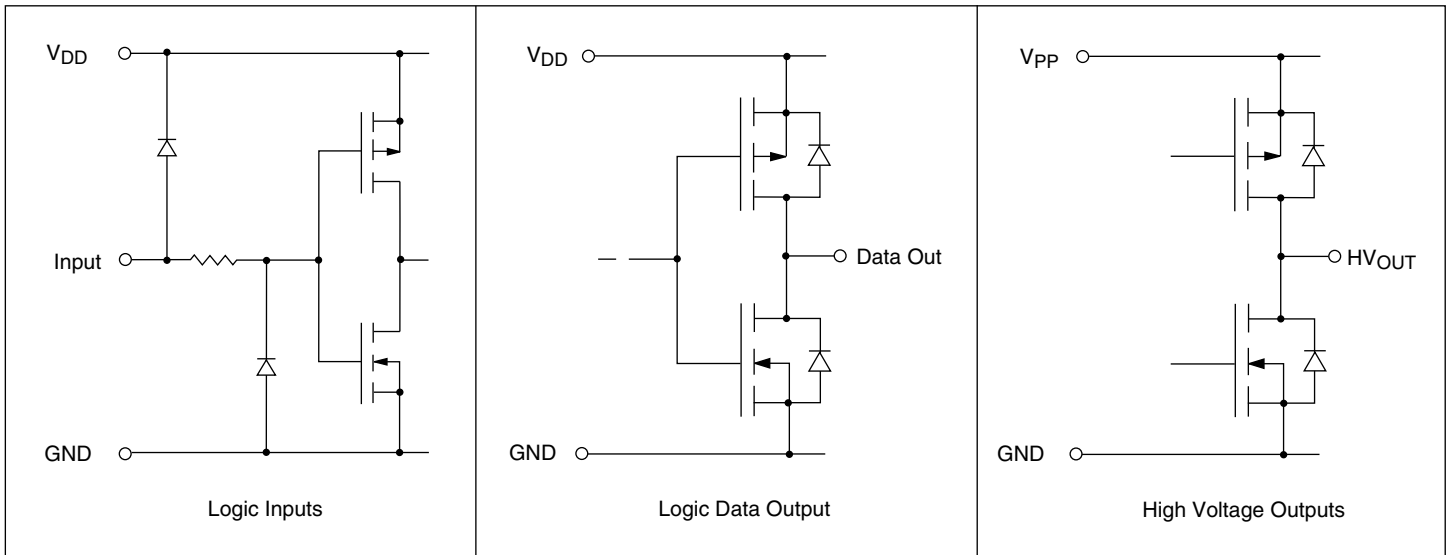 VDD
Input
GND
Logic Inputs
VDD
Data Out
GND
Logic Data Output
VPP
HVOUT
GND
High Voltage Outputs